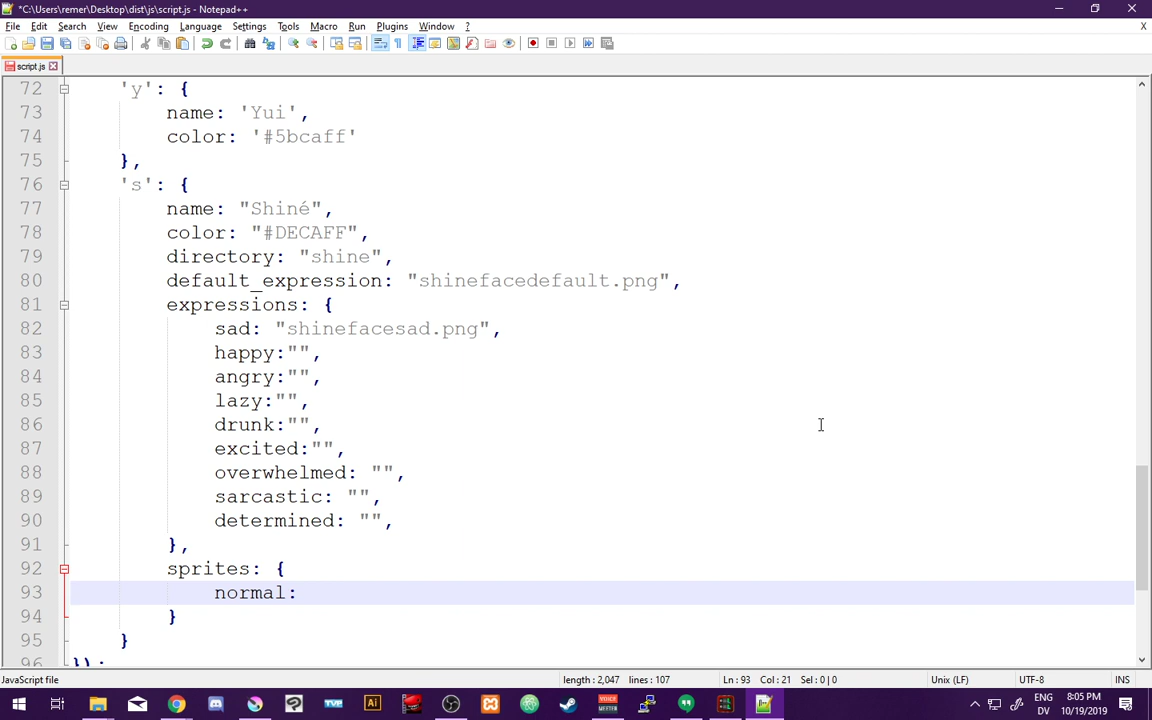 *C:\Users\remer\Desktop\dist\js\script.js - Notepad++
File Edit Search View Encoding Language Settings Tools Macro Run Plugins Window ? X
script.js
72 'y': {
73 name: 'Yui',
74 color: '#5bcaff'
75 },
76 's': {
77 name: "Shiné",
78 color: "#DECAFF",
79 directory: "shine",
80 default_expression: "shinefacedefault.png",
81 expressions: {
82 sad: "shinefacesad.png",
83 happy:"",
84 angry:"",
85 lazy:"",
86 drunk:"",
87 excited:"",
88 overwhelmed: "",
89 sarcastic: "",
90 determined: "",
91 },
92 sprites: {
93 normal:
94 }
95 }
96 });
JavaScript file length : 2,047 lines : 107 Ln : 93 Col : 21 Sel : 0 | 0 Unix (LF) UTF-8 INS
ENG 8:05 PM
DV 10/19/2019